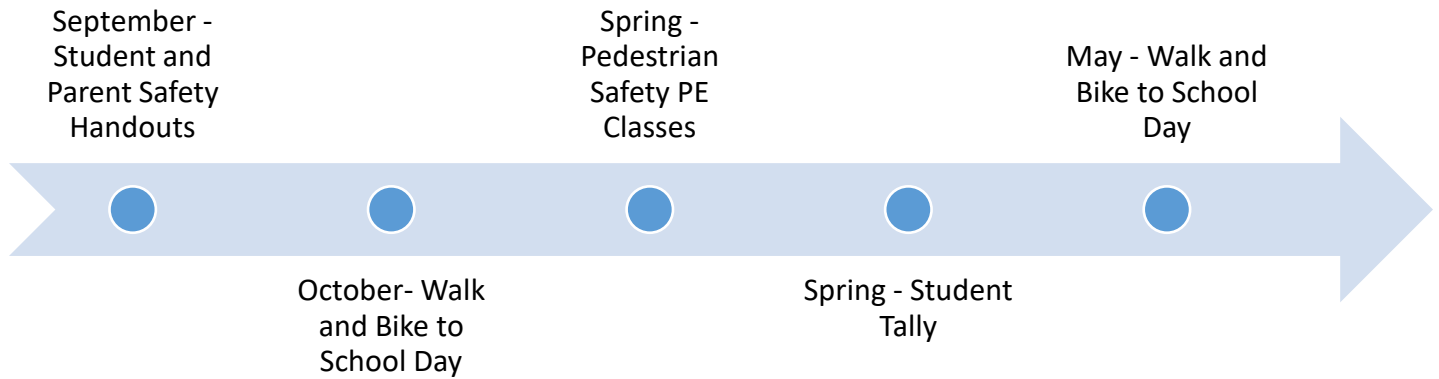 September -
Student and
Parent Safety
Handouts
October- Walk
and Bike to
School Day
Spring -
Pedestrian
Safety PE
Classes
Spring - Student
Tally
May - Walk and
Bike to School
Day